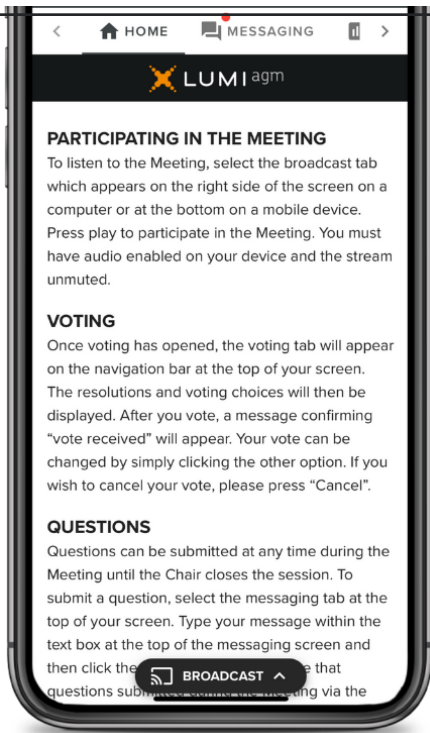 HOME MESSAGING
LUMI agm
PARTICIPATING IN THE MEETING
To listen to the Meeting, select the broadcast tab
which appears on the right side of the screen on a
computer or at the bottom on a mobile device.
Press play to participate in the Meeting. You must
have audio enabled on your device and the stream
unmuted.
VOTING
Once voting has opened, the voting tab will appear
on the navigation bar at the top of your screen.
The resolutions and voting choices will then be
displayed. After you vote, a message confirming
“vote received” will appear. Your vote can be
changed by simply clicking the other option. If you
wish to cancel your vote, please press “Cancel”.
QUESTIONS
Questions can be submitted at any time during the
Meeting until the Chair closes the session. To
submit a question, select the messaging tab at the
top of your screen. Type your message within the
text box at the top of the messaging screen and
then click the BROADCAST that
questions submitted during the Meeting via the